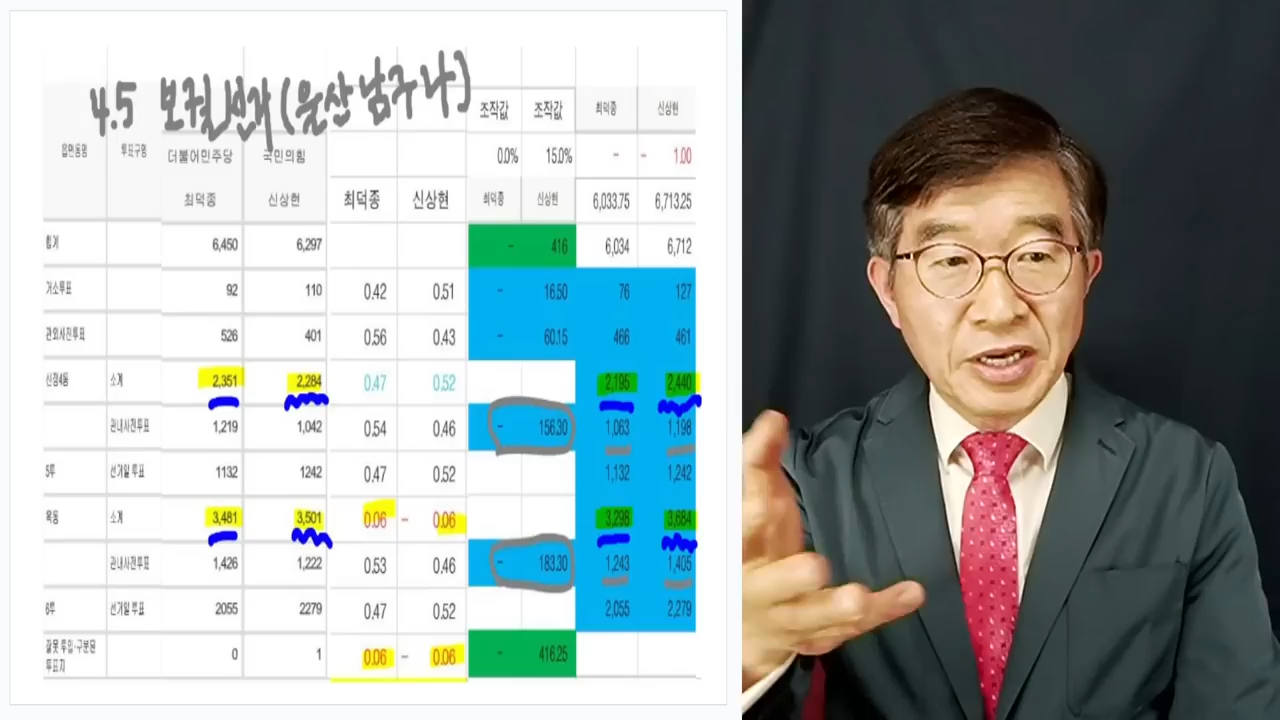 4.5 보궐선거(울산남구나)
조작값 조작값 최덕종 신상현
읍면동명 투표구명 더불어민주당 국민의힘 0.0% 15.0% - - 1.00
최덕종 신상현 최덕종 신상현 최덕종 신상현 6,033.75 6,713.25
합계 6,450 6,297 - 416 6,034 6,712
거소투표 92 110 0.42 0.51 - 16.50 76 127
관외사전투표 526 401 0.56 0.43 - 60.15 466 461
신정4동 소계 2,351 2,284 0.47 0.52 2,195 2,440
관내사전투표 1,219 1,042 0.54 0.46 - 156.30 1,063 1,198
5투 선거일 투표 1132 1242 0.47 0.52 1,132 1,242
옥동 소계 3,481 3,501 0.06 - 0.06 3,298 3,684
관내사전투표 1,426 1,222 0.53 0.46 - 183.30 1,243 1,405
6투 선거일 투표 2055 2279 0.47 0.52 2,055 2,279
잘못 투입·구분된
투표지 0 1 0.06 - 0.06 - 416.25